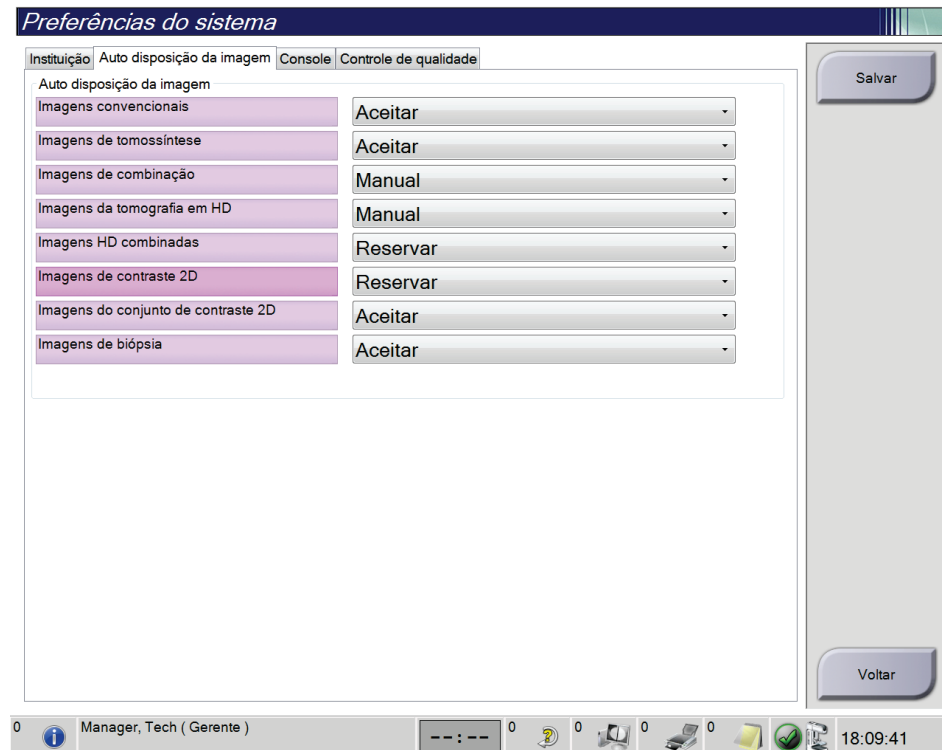 Preferências do sistema
Instituição Auto disposição da imagem Console Controle de qualidade
Auto disposição da imagem
Imagens convencionais Aceitar
Imagens de tomossíntese Aceitar
Imagens de combinação Manual
Imagens da tomografia em HD Manual
Imagens HD combinadas Reservar
Imagens de contraste 2D Reservar
Imagens do conjunto de contraste 2D Aceitar
Imagens de biópsia Aceitar
Salvar
Voltar
0 Manager, Tech ( Gerente ) --:-- 0 0 0 0 18:09:41